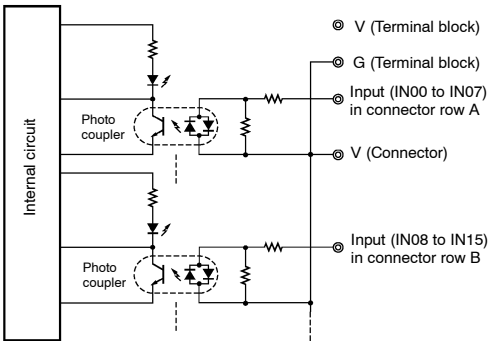 V (Terminal block)
G (Terminal block)
Input (IN00 to IN07)
in connector row A
Photo
coupler
V (Connector)
Internal circuit
Input (IN08 to IN15)
in connector row B
Photo
coupler